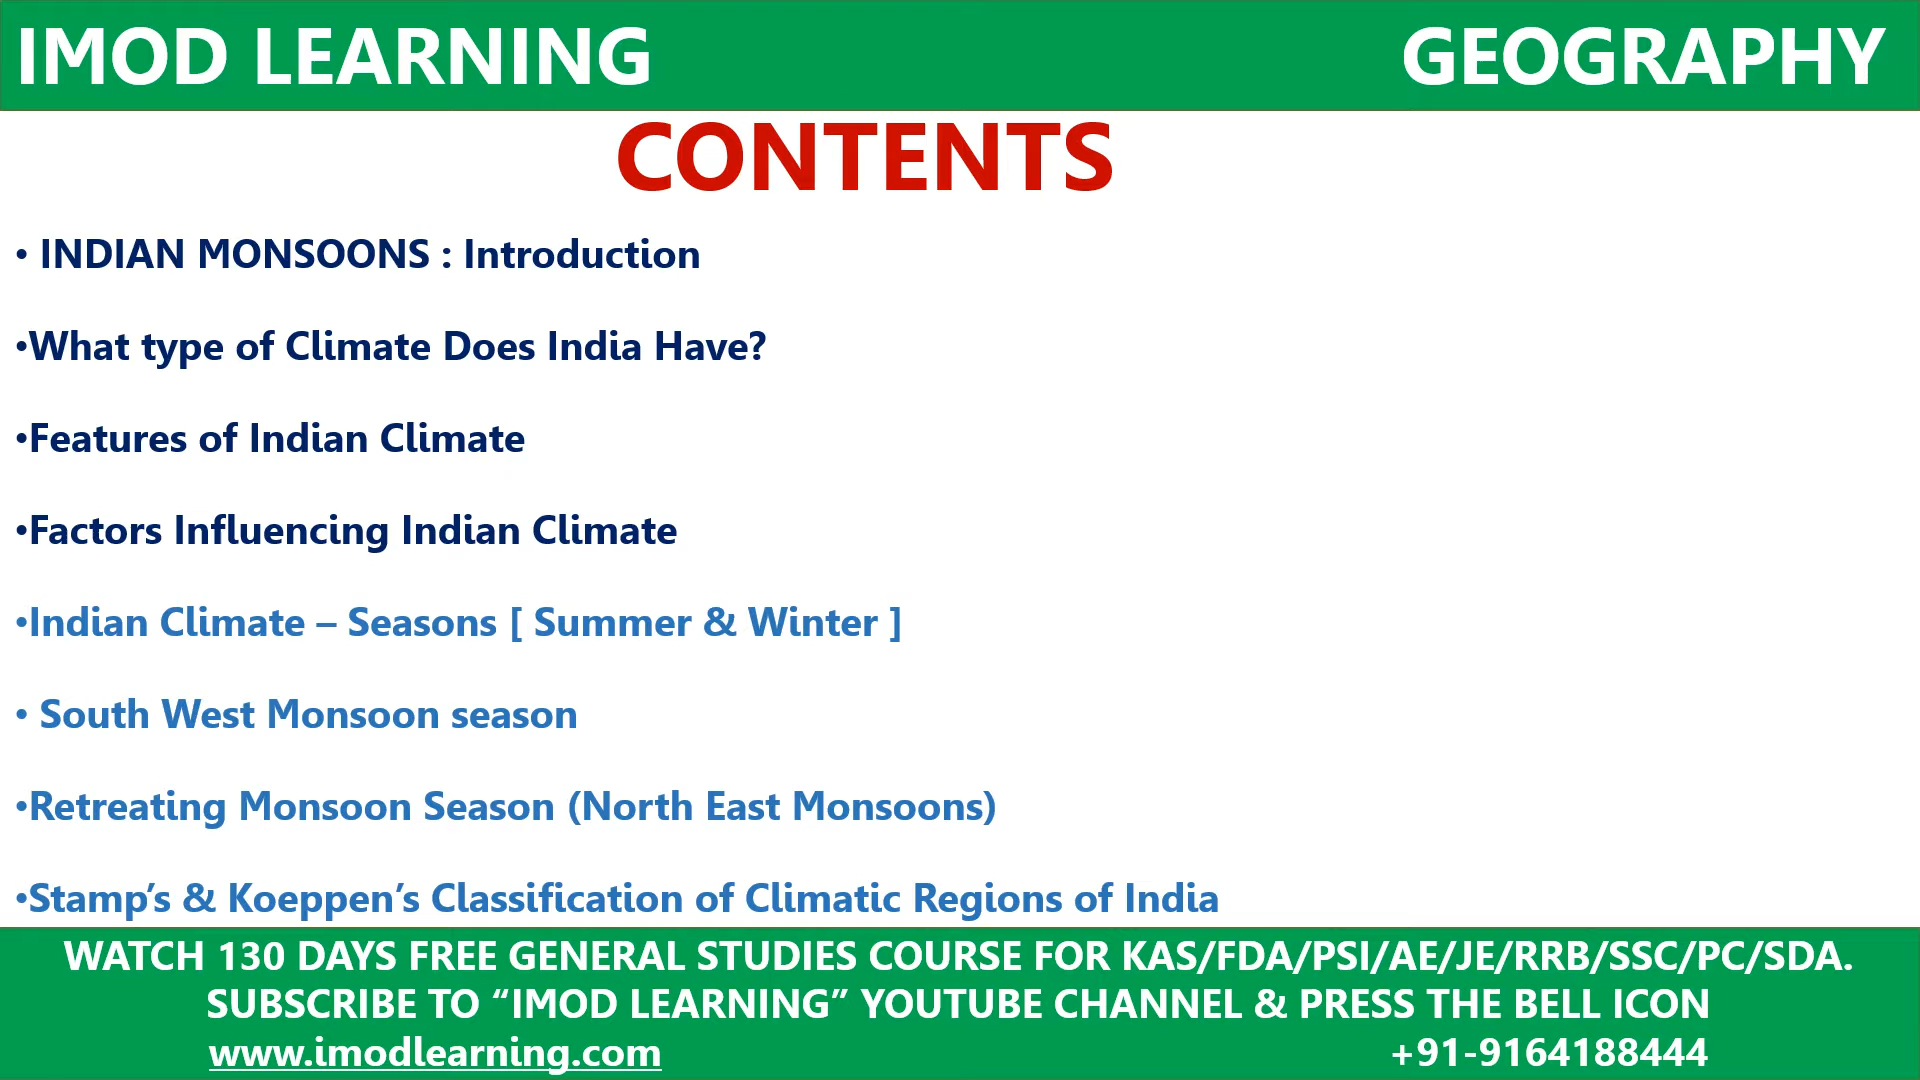 IMOD LEARNING GEOGRAPHY
CONTENTS
• INDIAN MONSOONS : Introduction
•What type of Climate Does India Have?
•Features of Indian Climate
•Factors Influencing Indian Climate
•Indian Climate – Seasons [ Summer & Winter ]
• South West Monsoon season
•Retreating Monsoon Season (North East Monsoons)
•Stamp’s & Koeppen’s Classification of Climatic Regions of India
WATCH 130 DAYS FREE GENERAL STUDIES COURSE FOR KAS/FDA/PSI/AE/JE/RRB/SSC/PC/SDA.
SUBSCRIBE TO “IMOD LEARNING” YOUTUBE CHANNEL & PRESS THE BELL ICON
www.imodlearning.com +91-9164188444